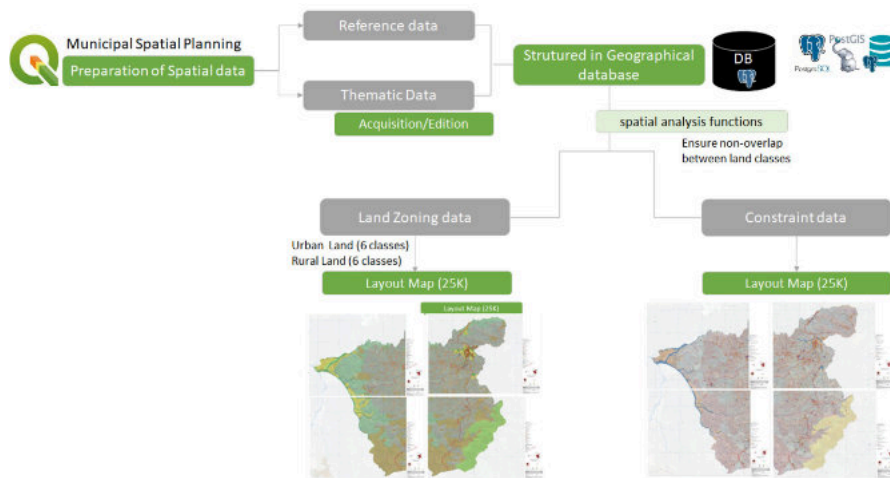 Municipal Spatial Planning
Preparation of Spatial data
Reference data
Thematic Data
Acquisition/Edition
Strutured in Geographical
database
DB
PostgreSQL
PostGIS
spatial analysis functions
Ensure non-overlap
between land classes
Land Zoning data
Urban Land (6 classes)
Rural Land (6 classes)
Layout Map (25K)
Layout Map (25K)
Constraint data
Layout Map (25K)